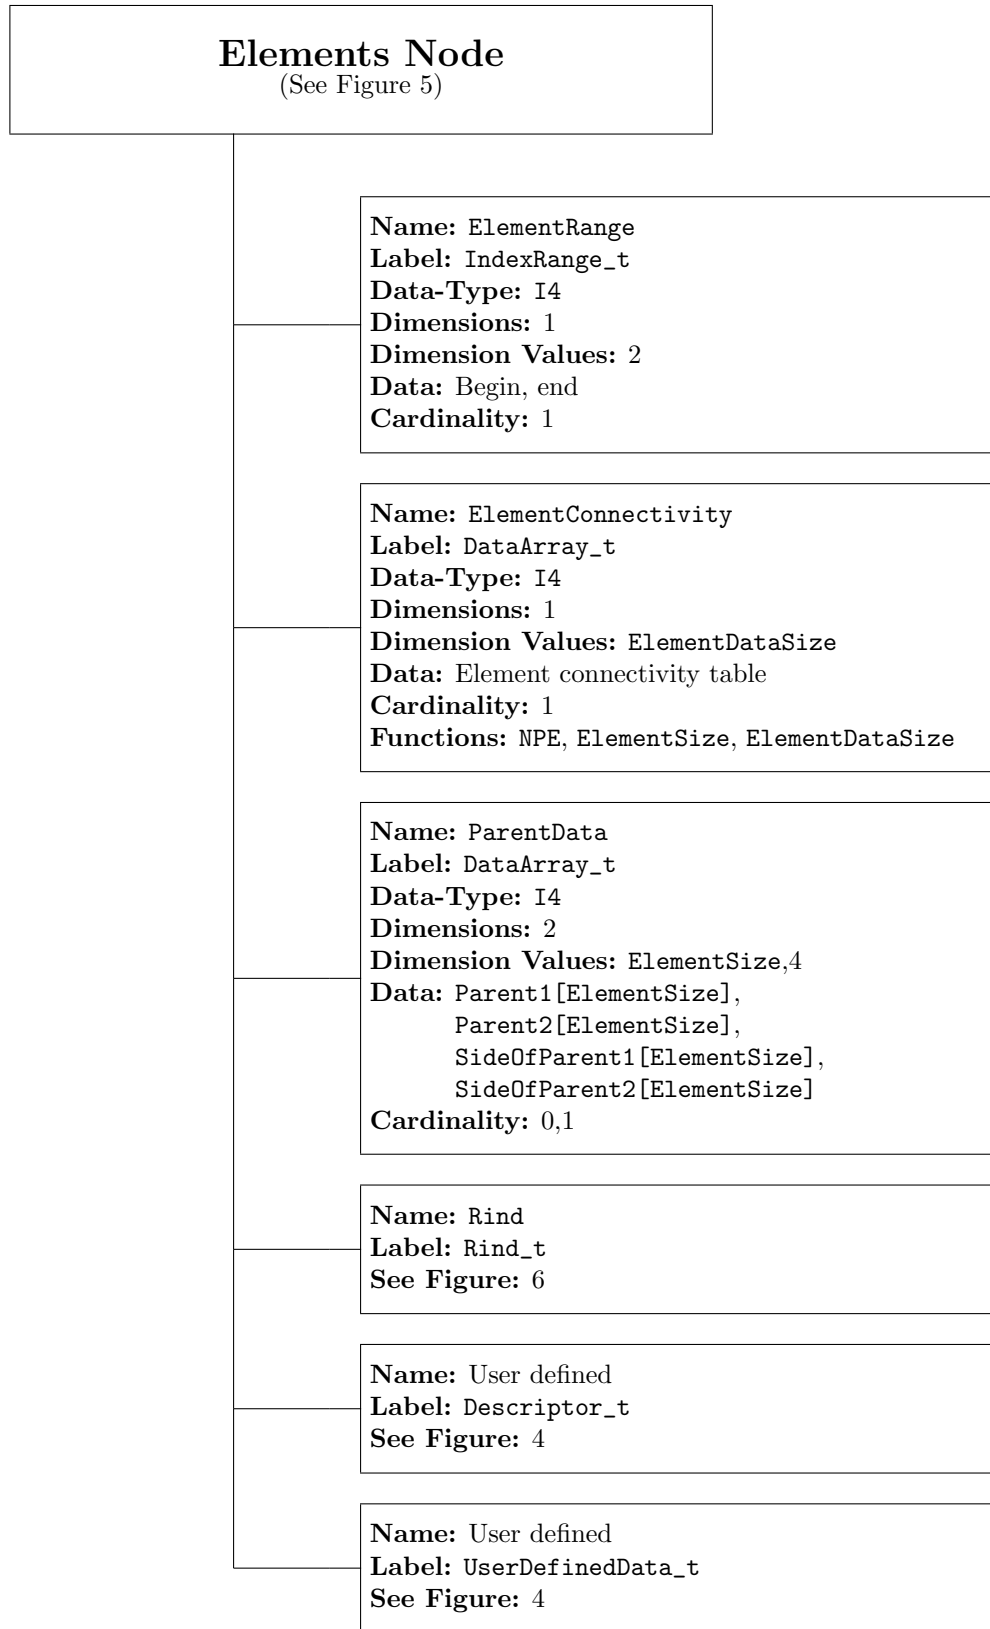 Elements Node
(See Figure 5)
Name: ElementRange
Label: IndexRange_t
Data-Type: I4
Dimensions: 1
Dimension Values: 2
Data: Begin, end
Cardinality: 1
Name: ElementConnectivity
Label: DataArray_t
Data-Type: I4
Dimensions: 1
Dimension Values: ElementDataSize
Data: Element connectivity table
Cardinality: 1
Functions: NPE, ElementSize, ElementDataSize
Name: ParentData
Label: DataArray_t
Data-Type: I4
Dimensions: 2
Dimension Values: ElementSize,4
Data: Parent1[ElementSize],
Parent2[ElementSize],
SideOfParent1[ElementSize],
SideOfParent2[ElementSize]
Cardinality: 0,1
Name: Rind
Label: Rind_t
See Figure: 6
Name: User defined
Label: Descriptor_t
See Figure: 4
Name: User defined
Label: UserDefinedData_t
See Figure: 4